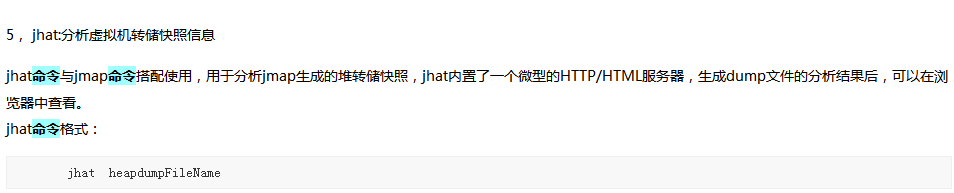 5， jhat:分析虚拟机转储快照信息
jhat命令与jmap命令搭配使用，用于分析jmap生成的堆转储快照，jhat内置了一个微型的HTTP/HTML服务器，生成dump文件的分析结果后，可以在浏
览器中查看。
jhat命令格式：
jhat heapdumpFileName